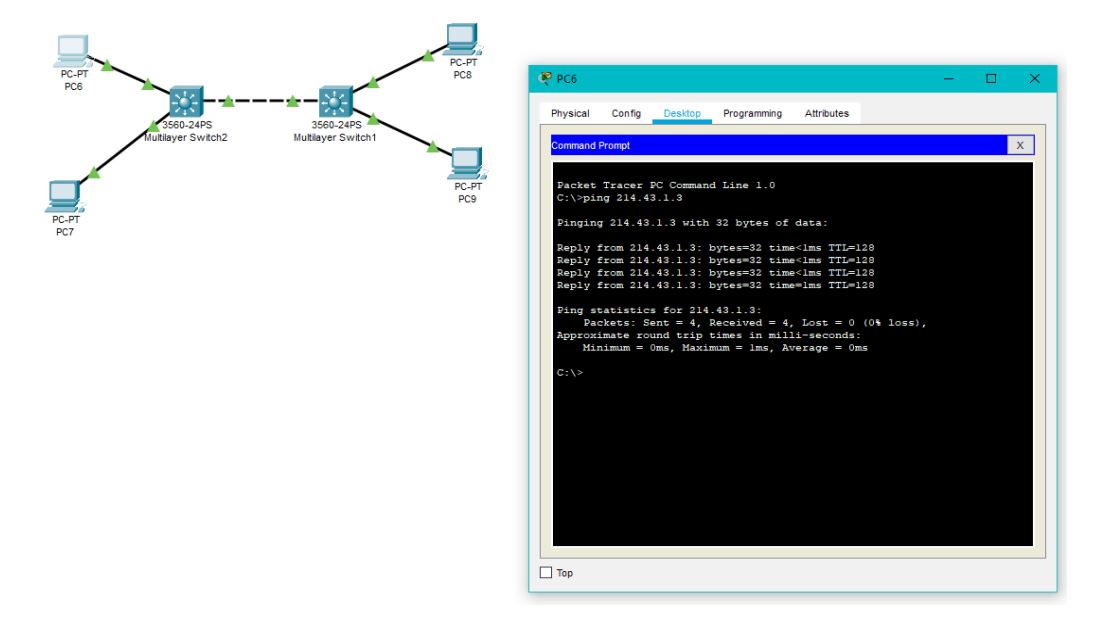 PC-PT
PC6
PC-PT
PC8
3560-24PS
Multilayer Switch2
3560-24PS
Multilayer Switch1
PC-PT
PC9
PC-PT
PC7
PC6
Physical Config Desktop Programming Attributes
Command Prompt
X
Packet Tracer PC Command Line 1.0
C:\>ping 214.43.1.3
Pinging 214.43.1.3 with 32 bytes of data:
Reply from 214.43.1.3: bytes=32 time<1ms TTL=128
Reply from 214.43.1.3: bytes=32 time<1ms TTL=128
Reply from 214.43.1.3: bytes=32 time<1ms TTL=128
Reply from 214.43.1.3: bytes=32 time=1ms TTL=128
Ping statistics for 214.43.1.3:
Packets: Sent = 4, Received = 4, Lost = 0 (0% loss),
Approximate round trip times in milli-seconds:
Minimum = 0ms, Maximum = 1ms, Average = 0ms
C:\>
Top